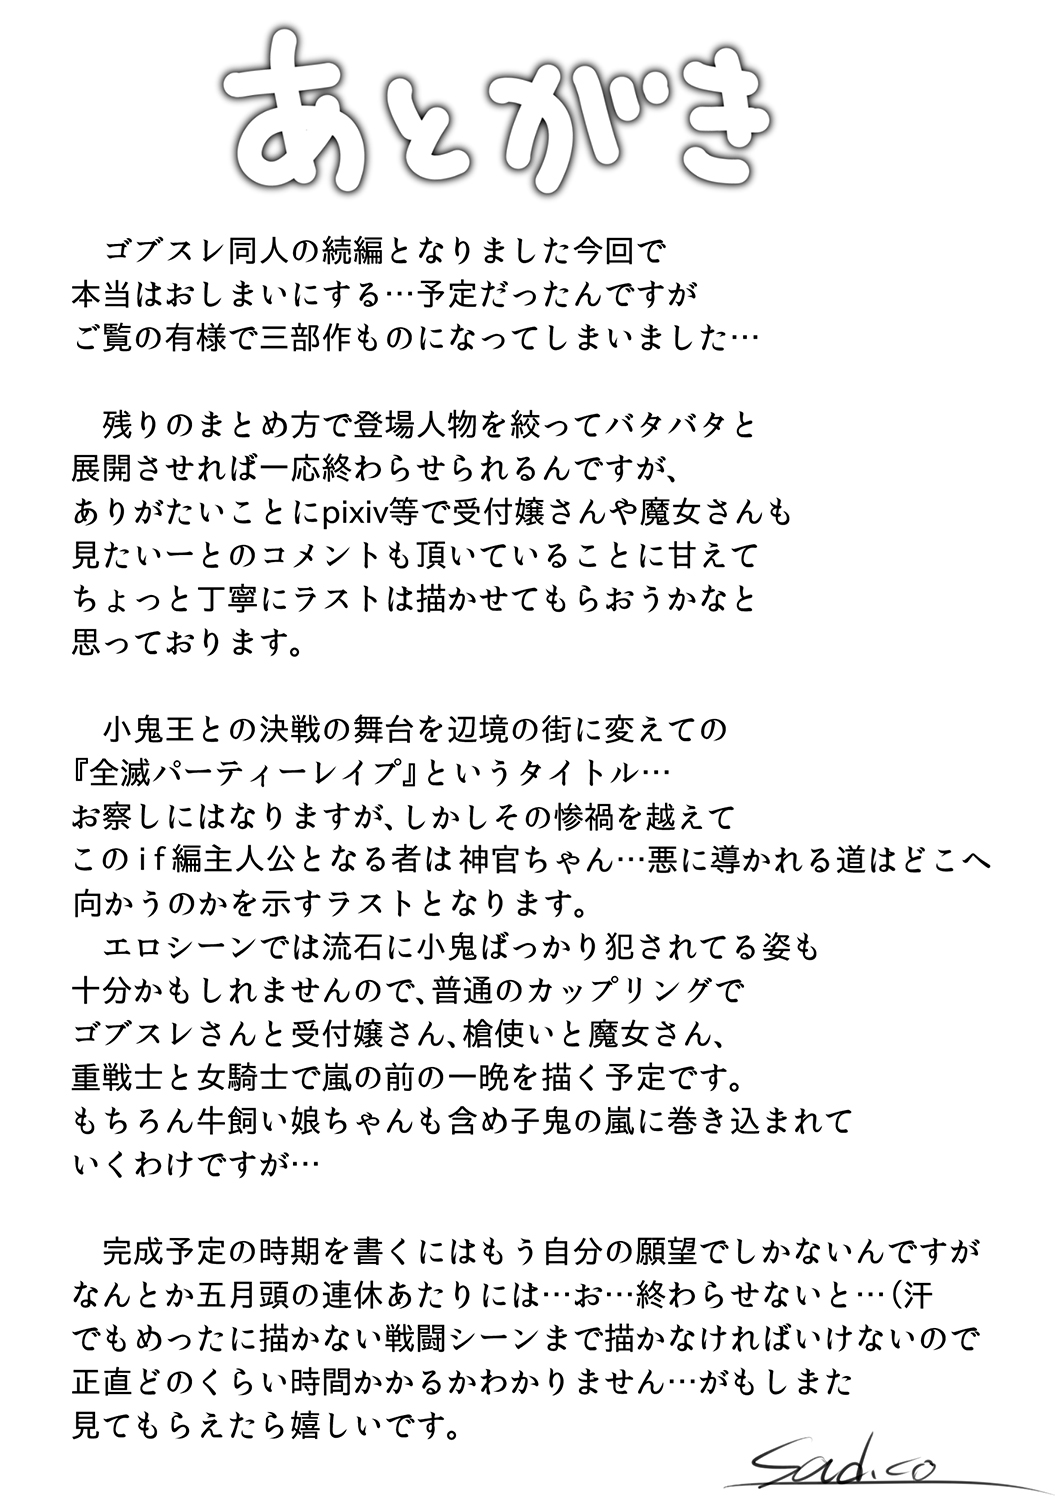 あとがき
ゴブスレ同人の続編となりました今回で
本当はおしまいにする…予定だったんですが
ご覧の有様で三部作ものになってしまいました…
残りのまとめ方で登場人物を絞ってバタバタと
展開させれば一応終わらせられるんですが、
ありがたいことにpixiv等で受付嬢さんや魔女さんも
見たいーとのコメントも頂いていることに甘えて
ちょっと丁寧にラストは描かせてもらおうかなと
思っております。
小鬼王との決戦の舞台を辺境の街に変えての
『全滅パーティーレイプ』というタイトル…
お察しにはなりますが、しかしその惨禍を越えて
このif編主人公となる者は神官ちゃん…悪に導かれる道はどこへ
向かうのかを示すラストとなります。
エロシーンでは流石に小鬼ばっかり犯されてる姿も
十分かもしれませんので、普通のカップリングで
ゴブスレさんと受付嬢さん、槍使いと魔女さん、
重戦士と女騎士で嵐の前の一晩を描く予定です。
もちろん牛飼い娘ちゃんも含め子鬼の嵐に巻き込まれて
いくわけですが…
完成予定の時期を書くにはもう自分の願望でしかないんですが
なんとか五月頭の連休あたりには…お…終わらせないと…(汗
でもめったに描かない戦闘シーンまで描かなければいけないので
正直どのくらい時間かかるかわかりません…がもしまた
見てもらえたら嬉しいです。
sadico